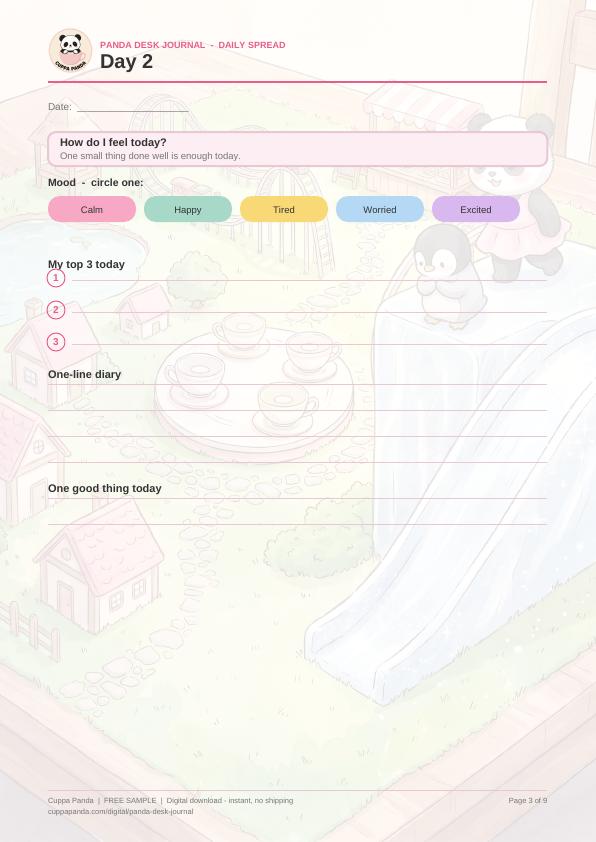 CUPPA PANDA
PANDA DESK JOURNAL - DAILY SPREAD
Day 2
Date: ____________________
How do I feel today?
One small thing done well is enough today.
Mood - circle one:
Calm Happy Tired Worried Excited
My top 3 today
1
2
3
One-line diary
One good thing today
Cuppa Panda | FREE SAMPLE | Digital download - instant, no shipping
cuppapanda.com/digital/panda-desk-journal
Page 3 of 9